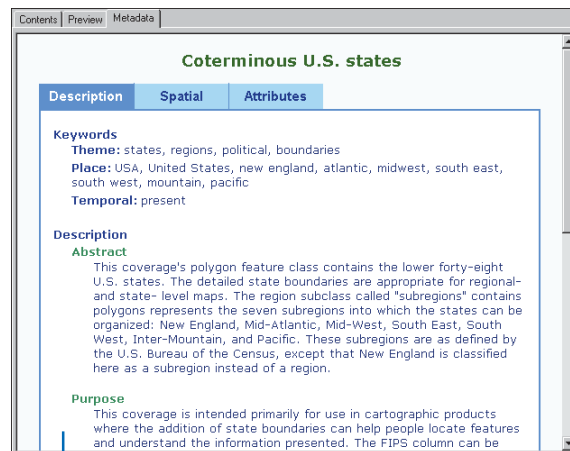 Contents Preview Metadata
Coterminous U.S. states
Description Spatial Attributes
Keywords
Theme: states, regions, political, boundaries
Place: USA, United States, new england, atlantic, midwest, south east,
south west, mountain, pacific
Temporal: present
Description
Abstract
This coverage's polygon feature class contains the lower forty-eight
U.S. states. The detailed state boundaries are appropriate for regional-
and state- level maps. The region subclass called "subregions" contains
polygons represents the seven subregions into which the states can be
organized: New England, Mid-Atlantic, Mid-West, South East, South
West, Inter-Mountain, and Pacific. These subregions are as defined by
the U.S. Bureau of the Census, except that New England is classified
here as a subregion instead of a region.
Purpose
This coverage is intended primarily for use in cartographic products
where the addition of state boundaries can help people locate features
and understand the information presented. The FIPS column can be